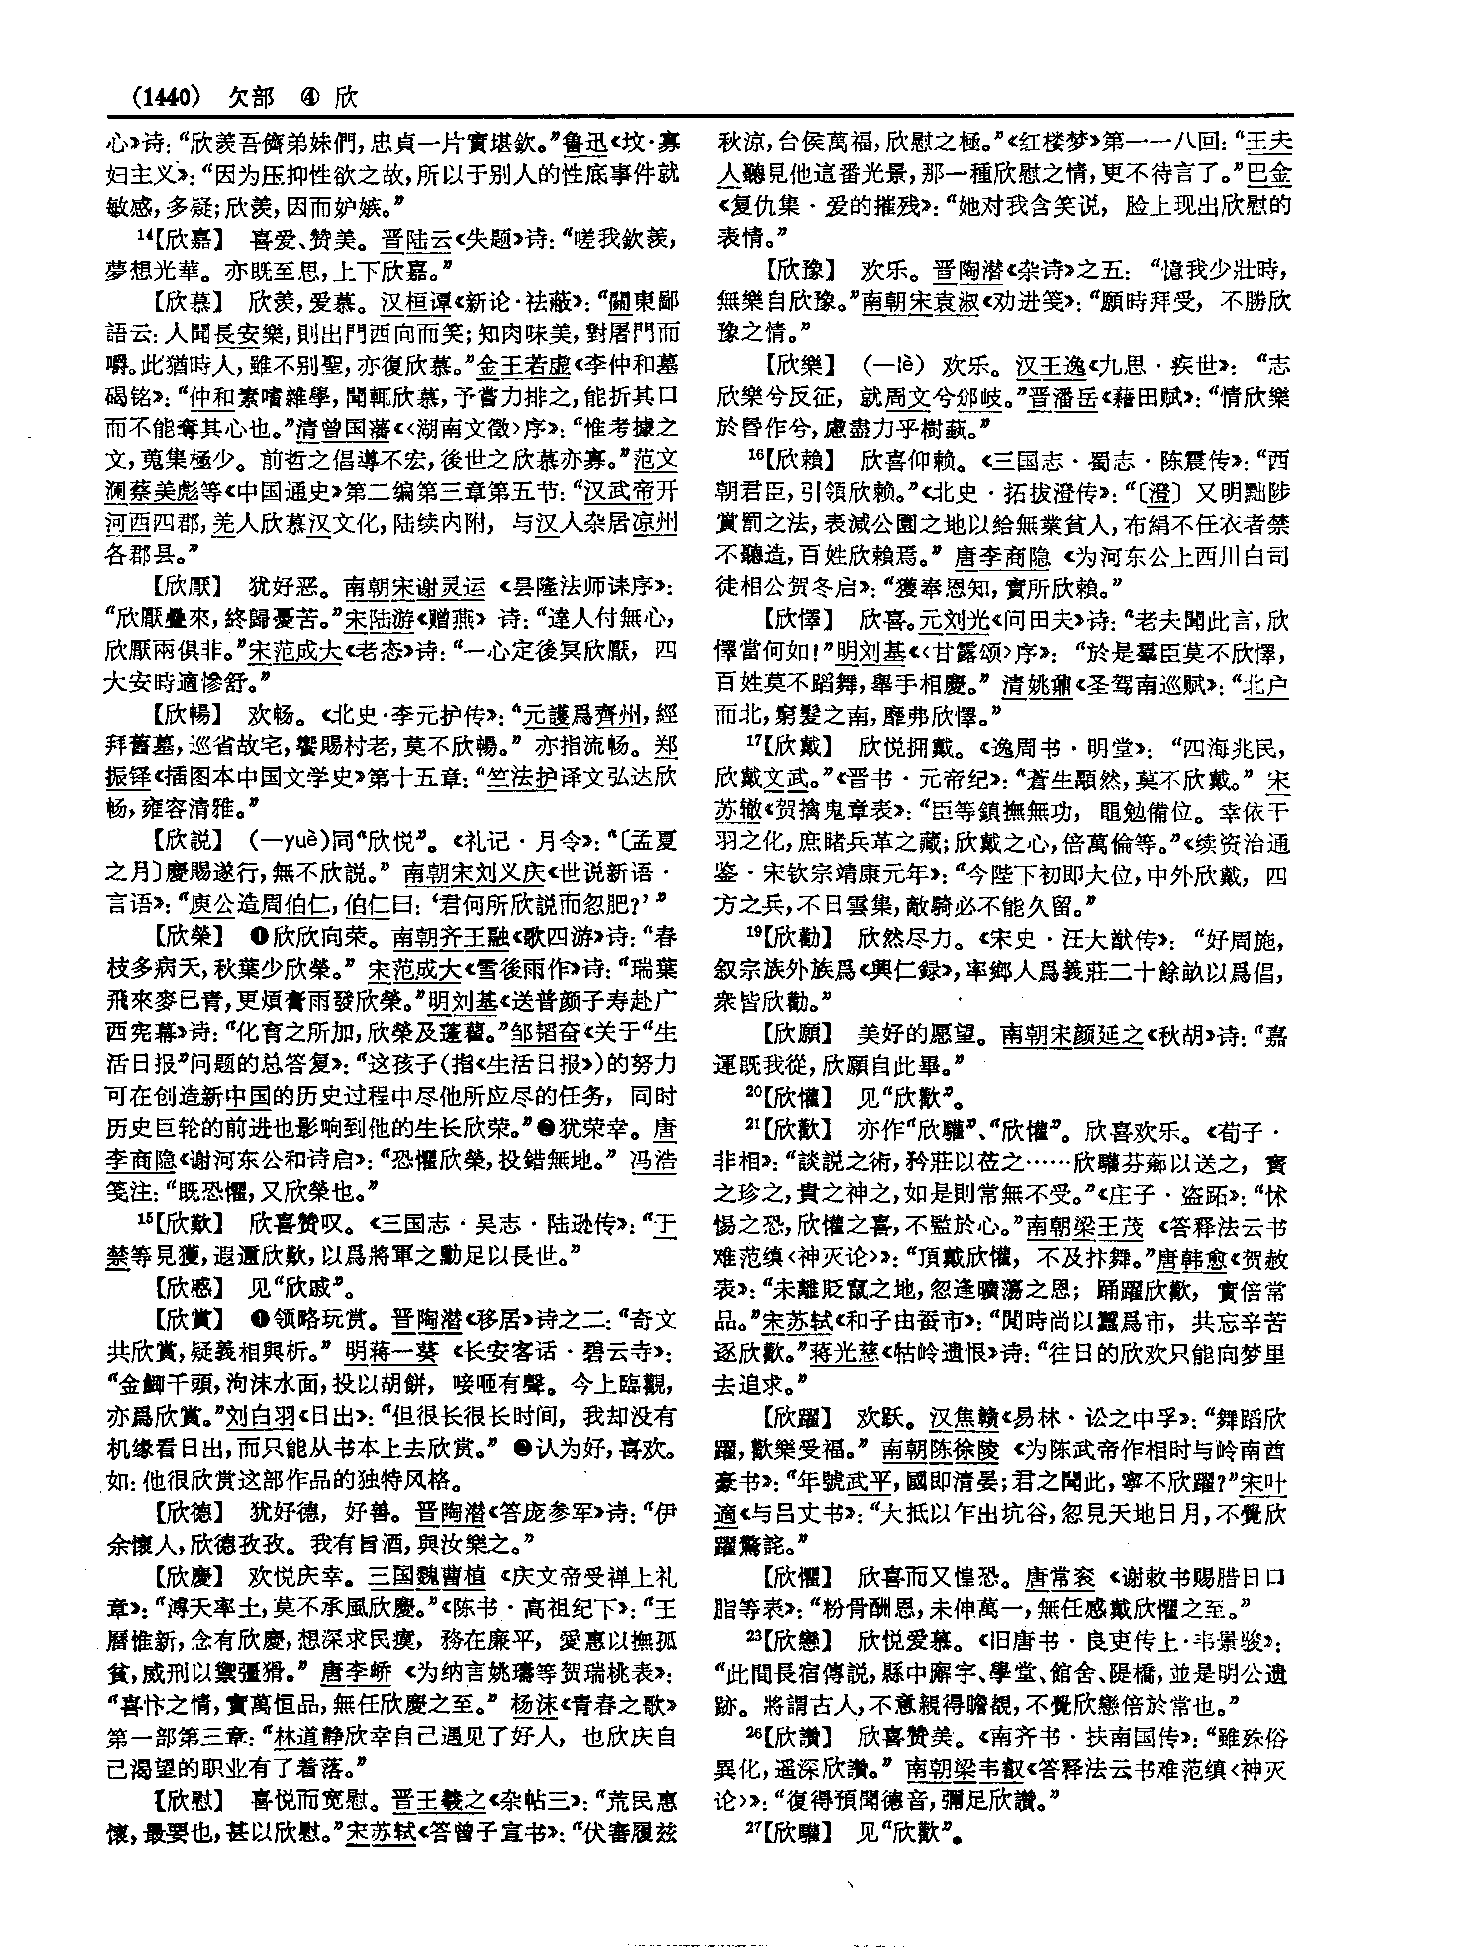 (1440) 欠部 ④ 欣
心》诗：“欣羡吾儕弟妹們，忠貞一片實堪欽。”鲁迅《坟·寡
妇主义》：“因为压抑性欲之故，所以于别人的性底事件就
敏感，多疑；欣羡，因而妒嫉。”
14【欣嘉】 喜爱、赞美。晋陆云《失题》诗：“嗟我欽羡，
夢想光華。亦既至思，上下欣嘉。”
【欣慕】 欣羡，爱慕。汉桓谭《新论·祛蔽》：“關東鄙
語云：人聞長安樂，則出門西向而笑；知肉味美，對屠門而
嚼。此猶時人，雖不别聖，亦復欣慕。”金王若虚《李仲和墓
碣铭》：“仲和素嗜雜學，聞輒欣慕，予嘗力排之，能折其口
而不能奪其心也。”清曾国藩《〈湖南文徵〉序》：“惟考據之
文，蒐集極少。前哲之倡導不宏，後世之欣慕亦寡。”范文
澜蔡美彪等《中国通史》第二编第三章第五节：“汉武帝开
河西四郡，羌人欣慕汉文化，陆续内附，与汉人杂居凉州
各郡县。”
【欣厭】 犹好恶。南朝宋谢灵运《昙隆法师诔序》：
“欣厭疊來，終歸憂苦。”宋陆游《赠燕》诗：“達人付無心，
欣厭兩俱非。”宋范成大《老态》诗：“一心定後冥欣厭，四
大安時適慘舒。”
【欣暢】 欢畅。《北史·李元护传》：“元護爲齊州，經
拜舊墓，巡省故宅，饗賜村老，莫不欣暢。”亦指流畅。郑
振铎《插图本中国文学史》第十五章：“竺法护译文弘达欣
畅，雍容清雅。”
【欣説】 (—yuè)同“欣悦”。《礼记·月令》：“〔孟夏
之月〕慶賜遂行，無不欣説。”南朝宋刘义庆《世说新语·
言语》：“庾公造周伯仁，伯仁曰：‘君何所欣説而忽肥？’”
【欣榮】 ❶欣欣向荣。南朝齐王融《歌四游》诗：“春
枝多病夭，秋葉少欣榮。”宋范成大《雪後雨作》诗：“瑞葉
飛來麥已青，更煩膏雨發欣榮。”明刘基《送普颜子寿赴广
西宪幕》诗：“化育之所加，欣榮及蓬藋。”邹韬奋《关于“生
活日报”问题的总答复》：“这孩子（指《生活日报》）的努力
可在创造新中国的历史过程中尽他所应尽的任务，同时
历史巨轮的前进也影响到他的生长欣荣。”❷犹荣幸。唐
李商隐《谢河东公和诗启》：“恐懼欣榮，投錯無地。”冯浩
笺注：“既恐懼，又欣榮也。”
15【欣歎】 欣喜赞叹。《三国志·吴志·陆逊传》：“于
禁等見獲，遐邇欣歎，以爲將軍之勳足以長世。”
【欣慼】 见“欣戚”。
【欣賞】 ❶领略玩赏。晋陶潜《移居》诗之二：“奇文
共欣賞，疑義相與析。”明蒋一葵《长安客话·碧云寺》：
“金鯽千頭，洶沫水面，投以胡餅，唼咂有聲。今上臨觀，
亦爲欣賞。”刘白羽《日出》：“但很长很长时间，我却没有
机缘看日出，而只能从书本上去欣赏。”❷认为好，喜欢。
如：他很欣赏这部作品的独特风格。
【欣德】 犹好德，好善。晋陶潜《答庞参军》诗：“伊
余懷人，欣德孜孜。我有旨酒，與汝樂之。”
【欣慶】 欢悦庆幸。三国魏曹植《庆文帝受禅上礼
章》：“溥天率土，莫不承風欣慶。”《陈书·高祖纪下》：“王
曆惟新，念有欣慶，想深求民瘼，務在廉平，愛惠以撫孤
貧，威刑以禦彊猾。”唐李峤《为纳言姚璹等贺瑞桃表》：
“喜忭之情，實萬恒品，無任欣慶之至。”杨沫《青春之歌》
第一部第三章：“林道静欣幸自己遇见了好人，也欣庆自
己渴望的职业有了着落。”
【欣慰】 喜悦而宽慰。晋王羲之《杂帖三》：“荒民惠
懷，最要也，甚以欣慰。”宋苏轼《答曾子宣书》：“伏審履兹
秋涼，台侯萬福，欣慰之極。”《红楼梦》第一一八回：“王夫
人聽見他這番光景，那一種欣慰之情，更不待言了。”巴金
《复仇集·爱的摧残》：“她对我含笑说，脸上现出欣慰的
表情。”
【欣豫】 欢乐。晋陶潜《杂诗》之五：“憶我少壯時，
無樂自欣豫。”南朝宋袁淑《劝进笺》：“願時拜受，不勝欣
豫之情。”
【欣樂】 (—lè) 欢乐。汉王逸《九思·疾世》：“志
欣樂兮反征，就周文兮邠岐。”晋潘岳《藉田赋》：“情欣樂
於昏作兮，慮盡力乎樹蓺。”
16【欣賴】 欣喜仰赖。《三国志·蜀志·陈震传》：“西
朝君臣，引領欣赖。”《北史·拓拔澄传》：“〔澄〕又明黜陟
賞罰之法，表減公園之地以給無業貧人，布絹不任衣者禁
不聽造，百姓欣賴焉。”唐李商隐《为河东公上西川白司
徒相公贺冬启》：“獲奉恩知，實所欣賴。”
【欣懌】 欣喜。元刘光《问田夫》诗：“老夫聞此言，欣
懌當何如！”明刘基《〈甘露颂〉序》：“於是羣臣莫不欣懌，
百姓莫不蹈舞，舉手相慶。”清姚鼐《圣驾南巡赋》：“北户
而北，窮髮之南，靡弗欣懌。”
17【欣戴】 欣悦拥戴。《逸周书·明堂》：“四海兆民，
欣戴文武。”《晋书·元帝纪》：“蒼生顒然，莫不欣戴。”宋
苏辙《贺擒鬼章表》：“臣等鎮撫無功，黽勉備位。幸依干
羽之化，庶睹兵革之藏；欣戴之心，倍萬倫等。”《续资治通
鉴·宋钦宗靖康元年》：“今陛下初即大位，中外欣戴，四
方之兵，不日雲集，敵騎必不能久留。”
19【欣勸】 欣然尽力。《宋史·汪大猷传》：“好周施，
叙宗族外族爲《興仁録》，率鄉人爲義莊二十餘畝以爲倡，
衆皆欣勸。”
【欣願】 美好的愿望。南朝宋颜延之《秋胡》诗：“嘉
運既我從，欣願自此畢。”
20【欣懽】 见“欣歡”。
21【欣歡】 亦作“欣驩”、“欣懽”。欣喜欢乐。《荀子·
非相》：“談説之術，矜莊以莅之……欣驩芬薌以送之，寶
之珍之，貴之神之，如是則常無不受。”《庄子·盗跖》：“怵
惕之恐，欣懽之喜，不監於心。”南朝梁王茂《答释法云书
难范缜〈神灭论〉》：“頂戴欣懽，不及抃舞。”唐韩愈《贺赦
表》：“未離貶竄之地，忽逢曠蕩之恩；踊躍欣歡，實倍常
品。”宋苏轼《和子由蚕市》：“閒時尚以蠶爲市，共忘辛苦
逐欣歡。”蒋光慈《牯岭遗恨》诗：“往日的欣欢只能向梦里
去追求。”
【欣躍】 欢跃。汉焦赣《易林·讼之中孚》：“舞蹈欣
躍，歡樂受福。”南朝陈徐陵《为陈武帝作相时与岭南酋
豪书》：“年號武平，國即清晏；君之聞此，寧不欣躍？”宋叶
適《与吕丈书》：“大抵以乍出坑谷，忽見天地日月，不覺欣
躍驚詫。”
【欣懼】 欣喜而又惶恐。唐常衮《谢敕书赐腊日口
脂等表》：“粉骨酬恩，未伸萬一，無任感戴欣懼之至。”
23【欣戀】 欣悦爱慕。《旧唐书·良吏传上·韦景骏》：
“此間長宿傳説，縣中廨宇、學堂、館舍、隄橋，並是明公遺
跡。將謂古人，不意親得瞻覩，不覺欣戀倍於常也。”
26【欣讚】 欣喜赞美。《南齐书·扶南国传》：“雖殊俗
異化，遥深欣讚。”南朝梁韦叡《答释法云书难范缜〈神灭
论〉》：“復得預聞德音，彌足欣讚。”
27【欣驩】 见“欣歡”。